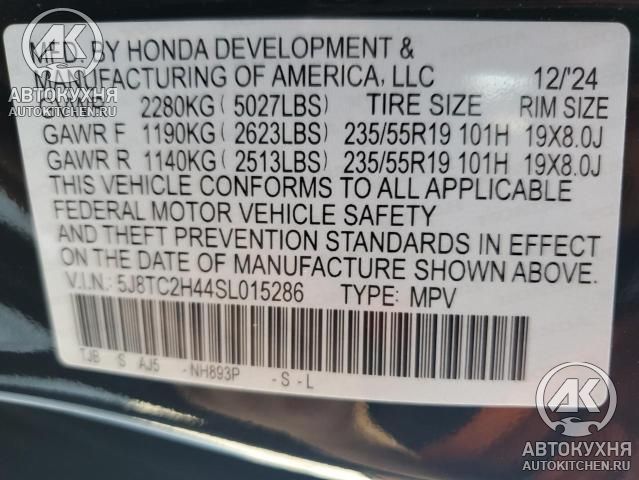 MFD. BY HONDA DEVELOPMENT &
MANUFACTURING OF AMERICA, LLC 12/'24
2280KG ( 5027LBS) TIRE SIZE RIM SIZE
GAWR F 1190KG ( 2623LBS) 235/55R19 101H 19X8.0J
GAWR R 1140KG ( 2513LBS) 235/55R19 101H 19X8.0J
THIS VEHICLE CONFORMS TO ALL APPLICABLE
FEDERAL MOTOR VEHICLE SAFETY
AND THEFT PREVENTION STANDARDS IN EFFECT
ON THE DATE OF MANUFACTURE SHOWN ABOVE.
V.I.N.: 5J8TC2H44SL015286 TYPE: MPV
TJB S AJ5 -NH893P -S-L
АК
АВТОКУХНЯ
AUTOKITCHEN.RU
АК
АВТОКУХНЯ
AUTOKITCHEN.RU